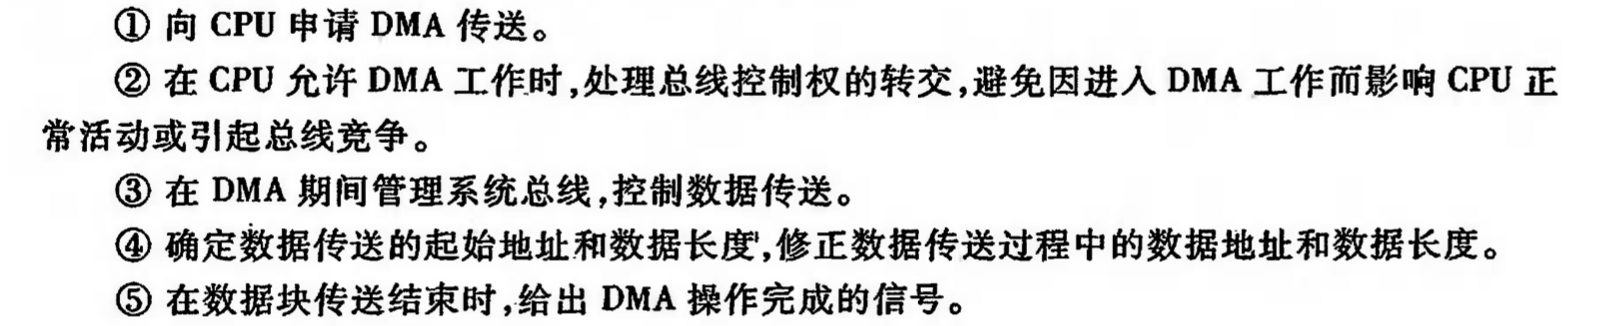 ① 向 CPU 申请 DMA 传送。
② 在 CPU 允许 DMA 工作时,处理总线控制权的转交,避免因进入 DMA 工作而影响 CPU 正
常活动或引起总线竞争。
③ 在 DMA 期间管理系统总线,控制数据传送。
④ 确定数据传送的起始地址和数据长度,修正数据传送过程中的数据地址和数据长度。
⑤ 在数据块传送结束时,给出 DMA 操作完成的信号。